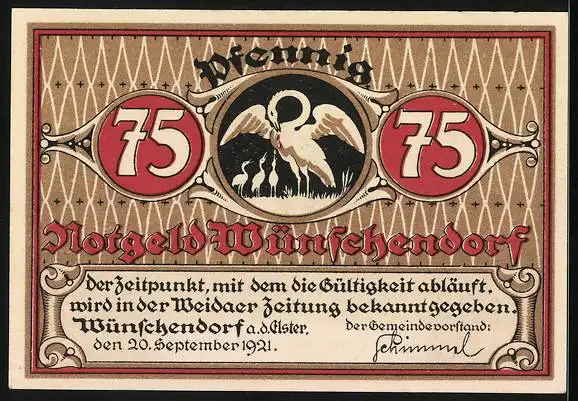 Pfennig
75 75
Notgeld Wünschendorf
Der Zeitpunkt, mit dem die Gültigkeit abläuft,
wird in der Weidaer Zeitung bekanntgegeben.
Wünschendorf a.d. Elster, der Gemeindevorstand:
den 20. September 1921. Schimmel